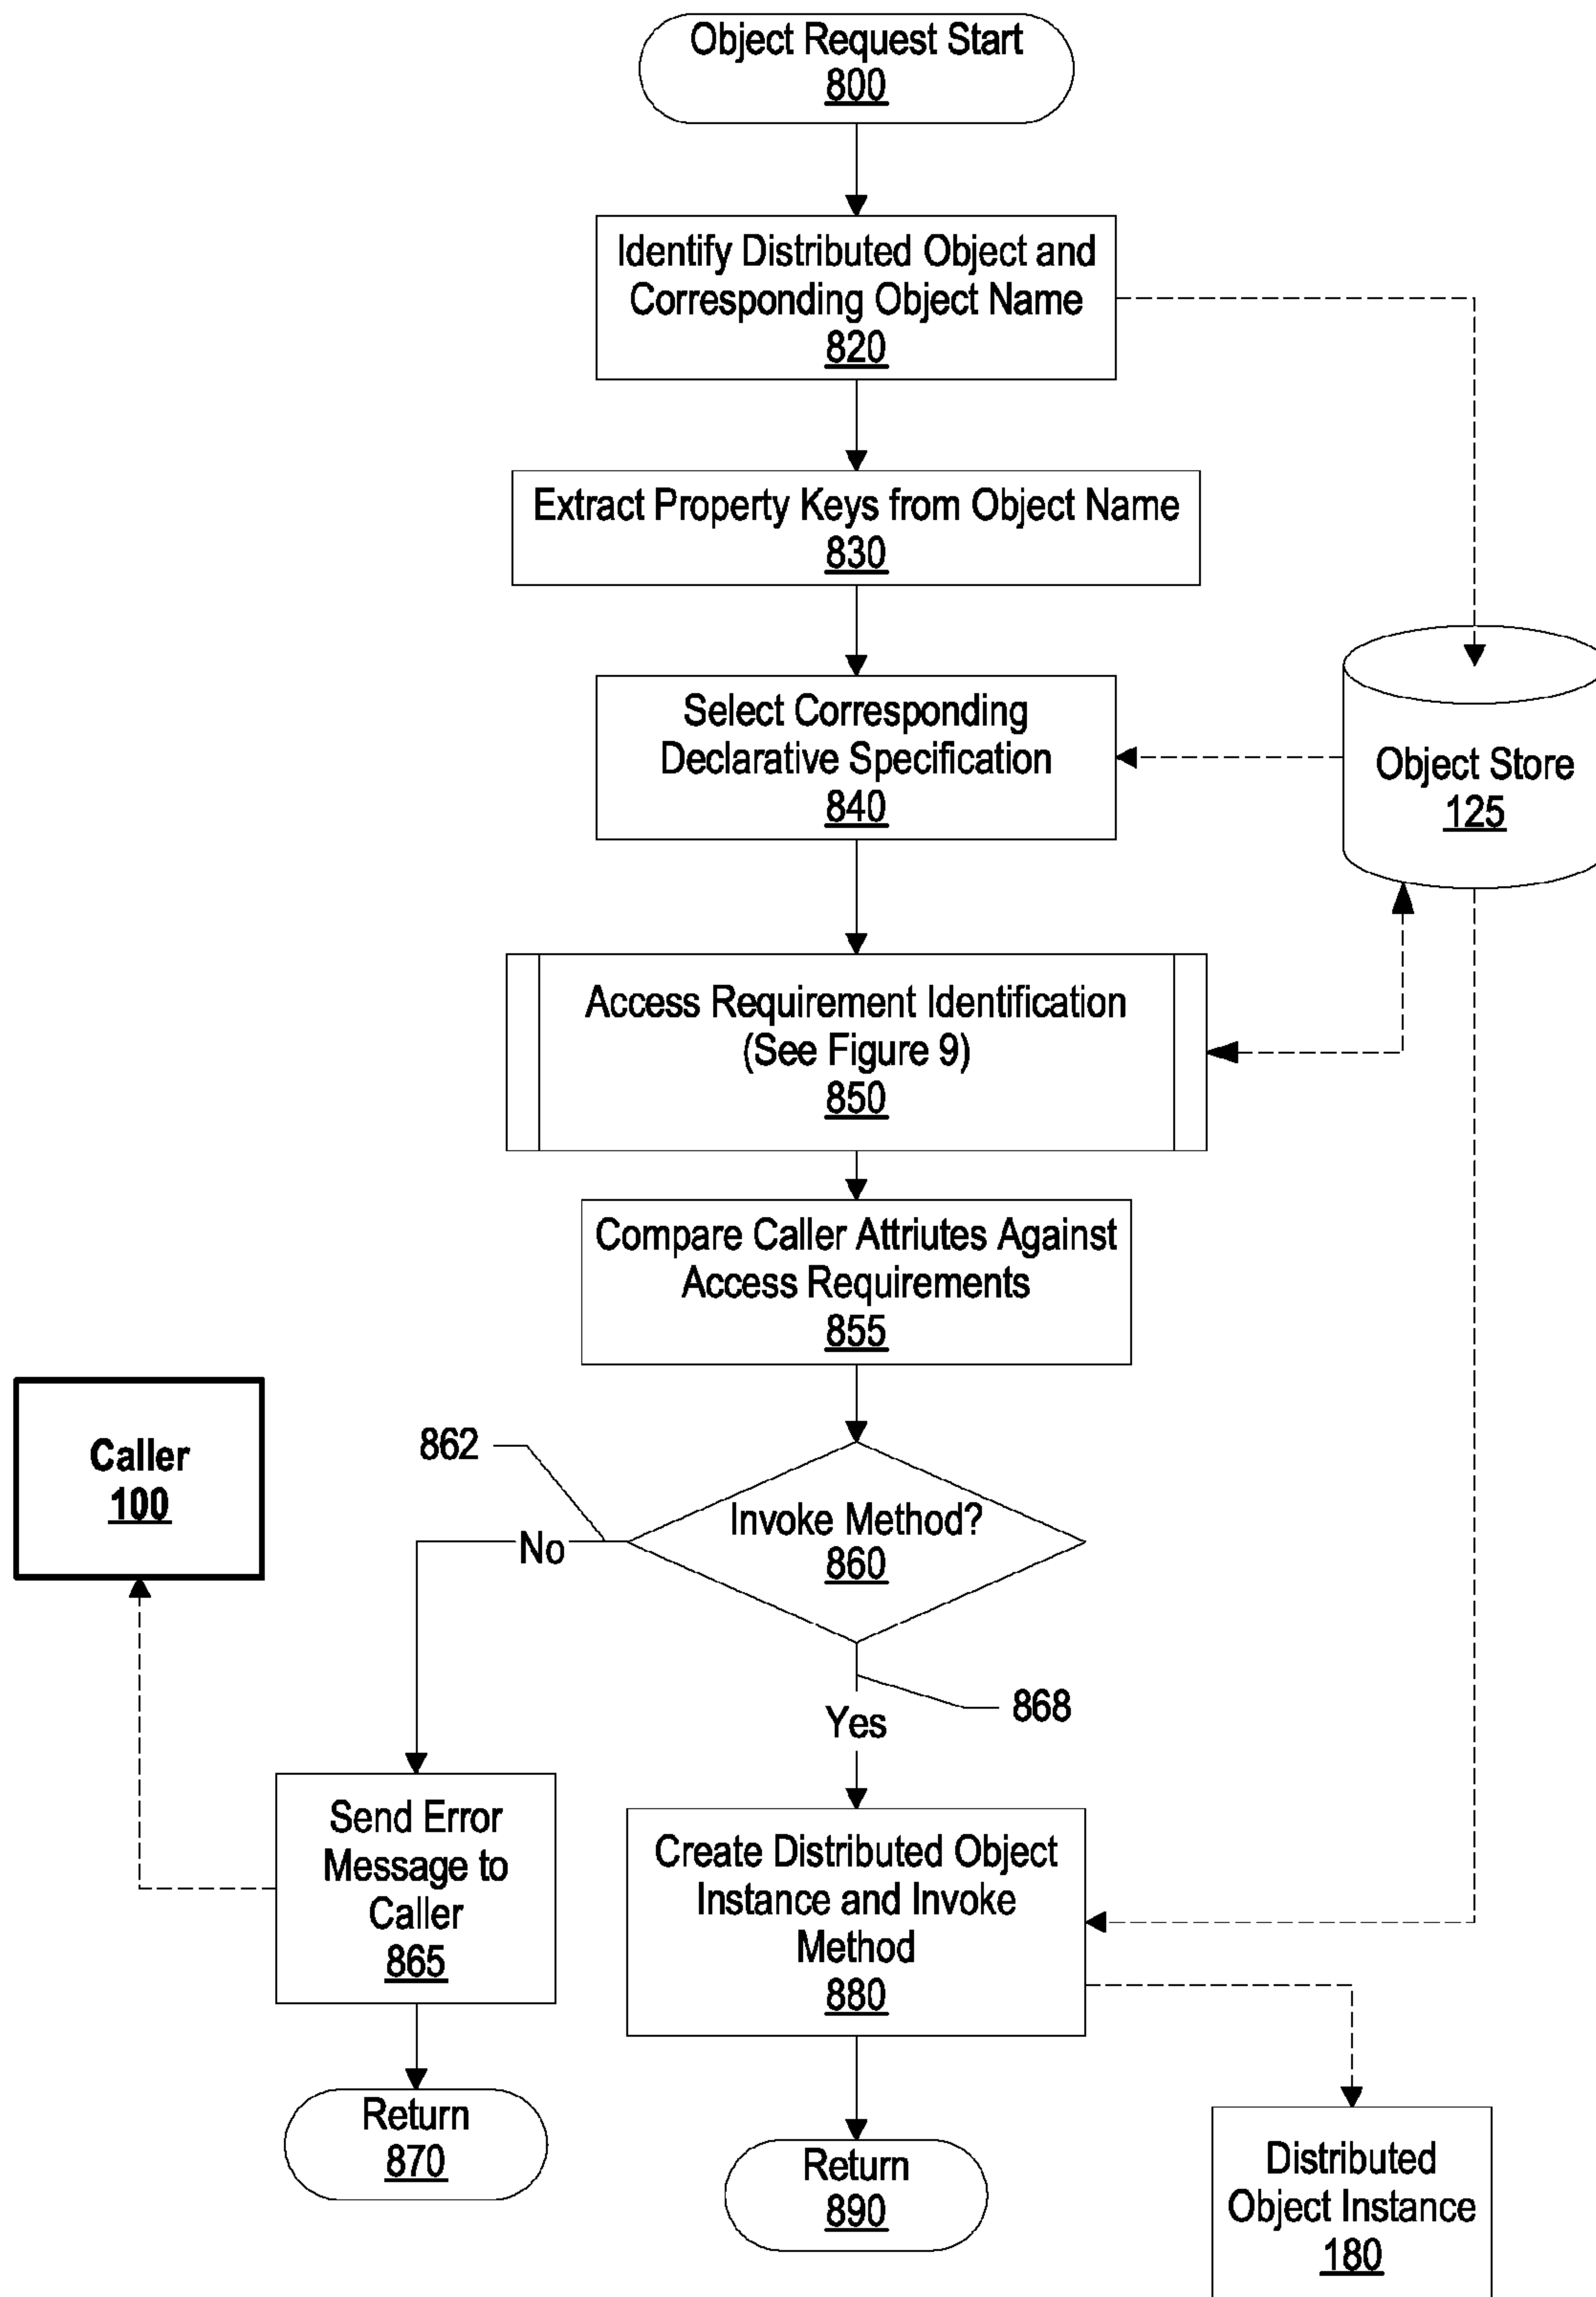 Object Request Start
800
Identify Distributed Object and
Corresponding Object Name
820
Extract Property Keys from Object Name
830
Select Corresponding
Declarative Specification
840
Object Store
125
Access Requirement Identification
(See Figure 9)
850
Compare Caller Attriutes Against
Access Requirements
855
Caller
100
862
Invoke Method?
860
No
868
Yes
Send Error
Message to
Caller
865
Create Distributed Object
Instance and Invoke
Method
880
Return
870
Return
890
Distributed
Object Instance
180